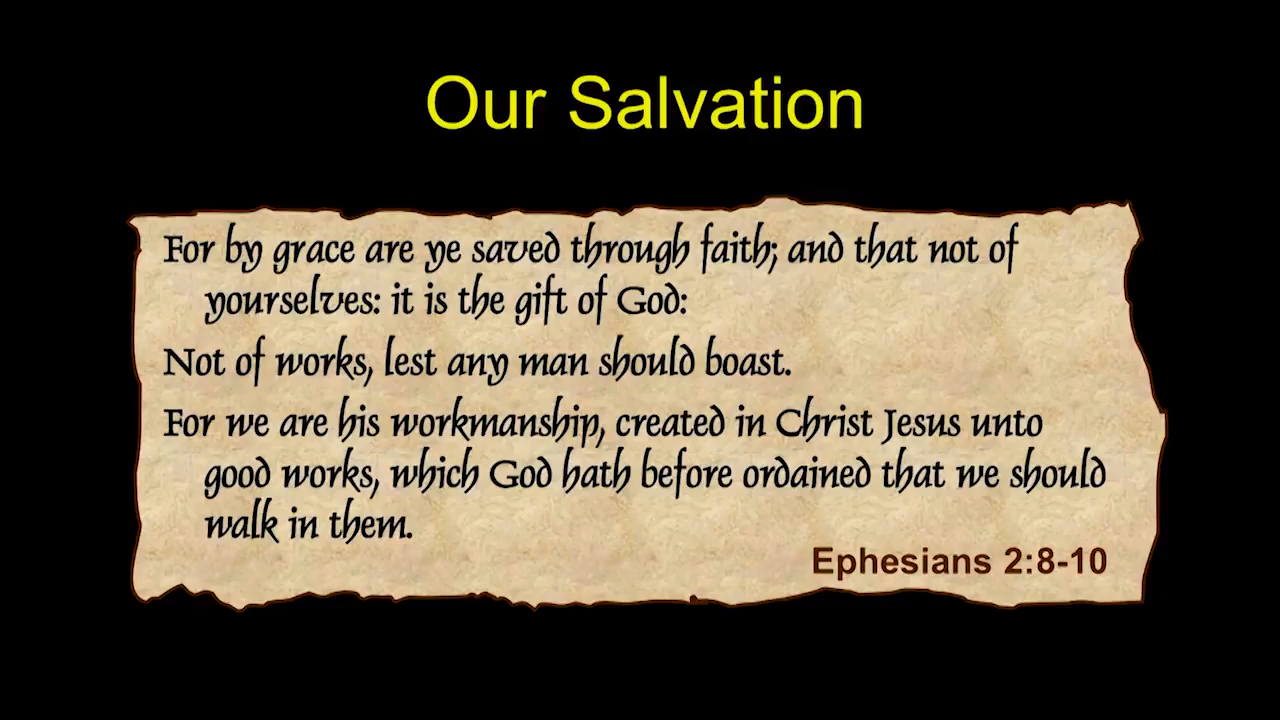 Our Salvation
For by grace are ye saved through faith; and that not of
yourselves: it is the gift of God:
Not of works, lest any man should boast.
For we are his workmanship, created in Christ Jesus unto
good works, which God hath before ordained that we should
walk in them.
Ephesians 2:8-10